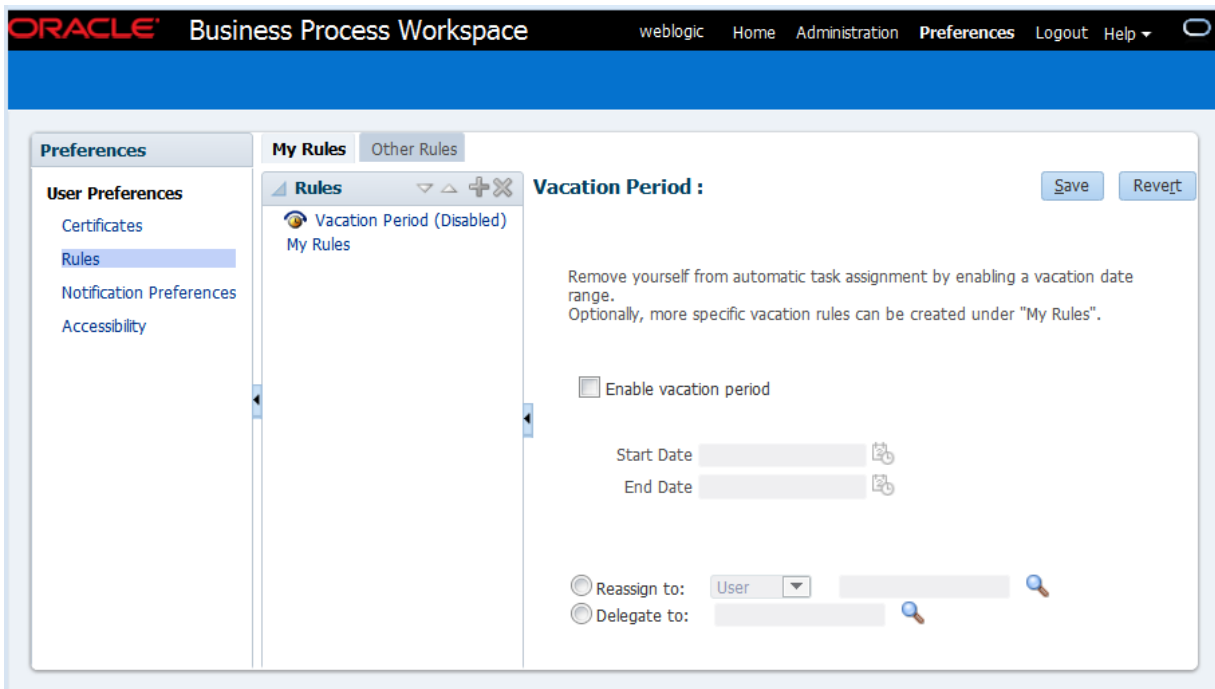 ORACLE Business Process Workspace weblogic Home Administration Preferences Logout Help
Preferences
User Preferences
Certificates
Rules
Notification Preferences
Accessibility
My Rules Other Rules
Rules
Vacation Period (Disabled)
My Rules
Vacation Period :
Save Revert
Remove yourself from automatic task assignment by enabling a vacation date
range.
Optionally, more specific vacation rules can be created under "My Rules".
Enable vacation period
Start Date
End Date
Reassign to: User
Delegate to: